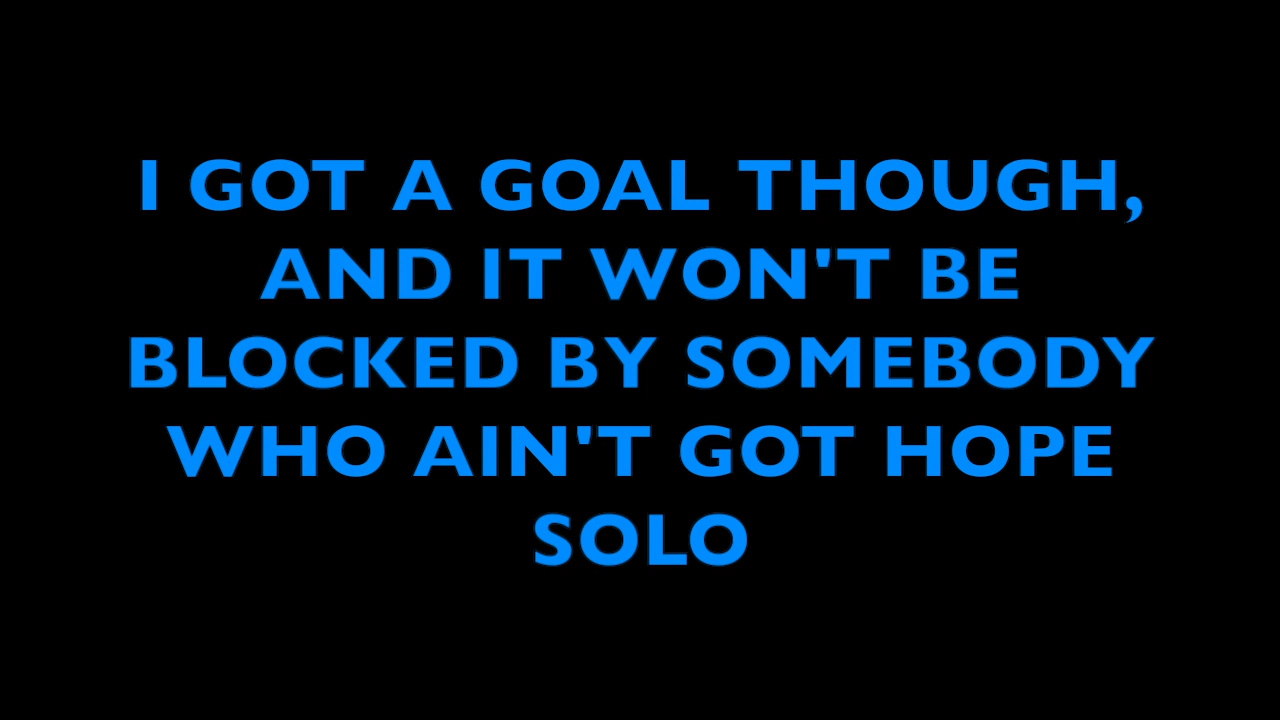 I GOT A GOAL THOUGH,
AND IT WON'T BE
BLOCKED BY SOMEBODY
WHO AIN'T GOT HOPE
SOLO